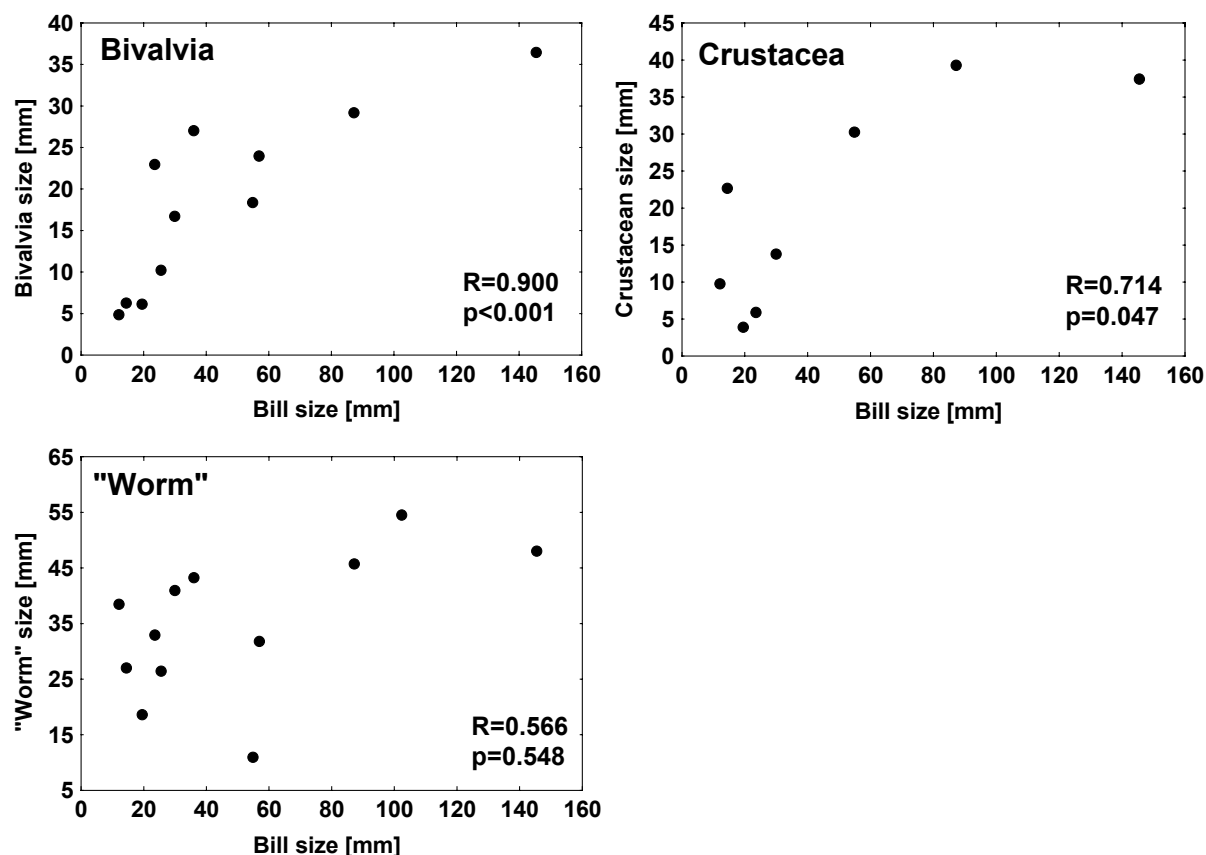 Bivalvia
Bivalvia size [mm]
40
35
30
25
20
15
10
5
0
R=0.900
p<0.001
0 20 40 60 80 100 120 140 160
Bill size [mm]
Crustacea
Crustacean size [mm]
45
40
35
30
25
20
15
10
5
0
R=0.714
p=0.047
0 20 40 60 80 100 120 140 160
Bill size [mm]
"Worm"
"Worm" size [mm]
65
55
45
35
25
15
5
R=0.566
p=0.548
0 20 40 60 80 100 120 140 160
Bill size [mm]